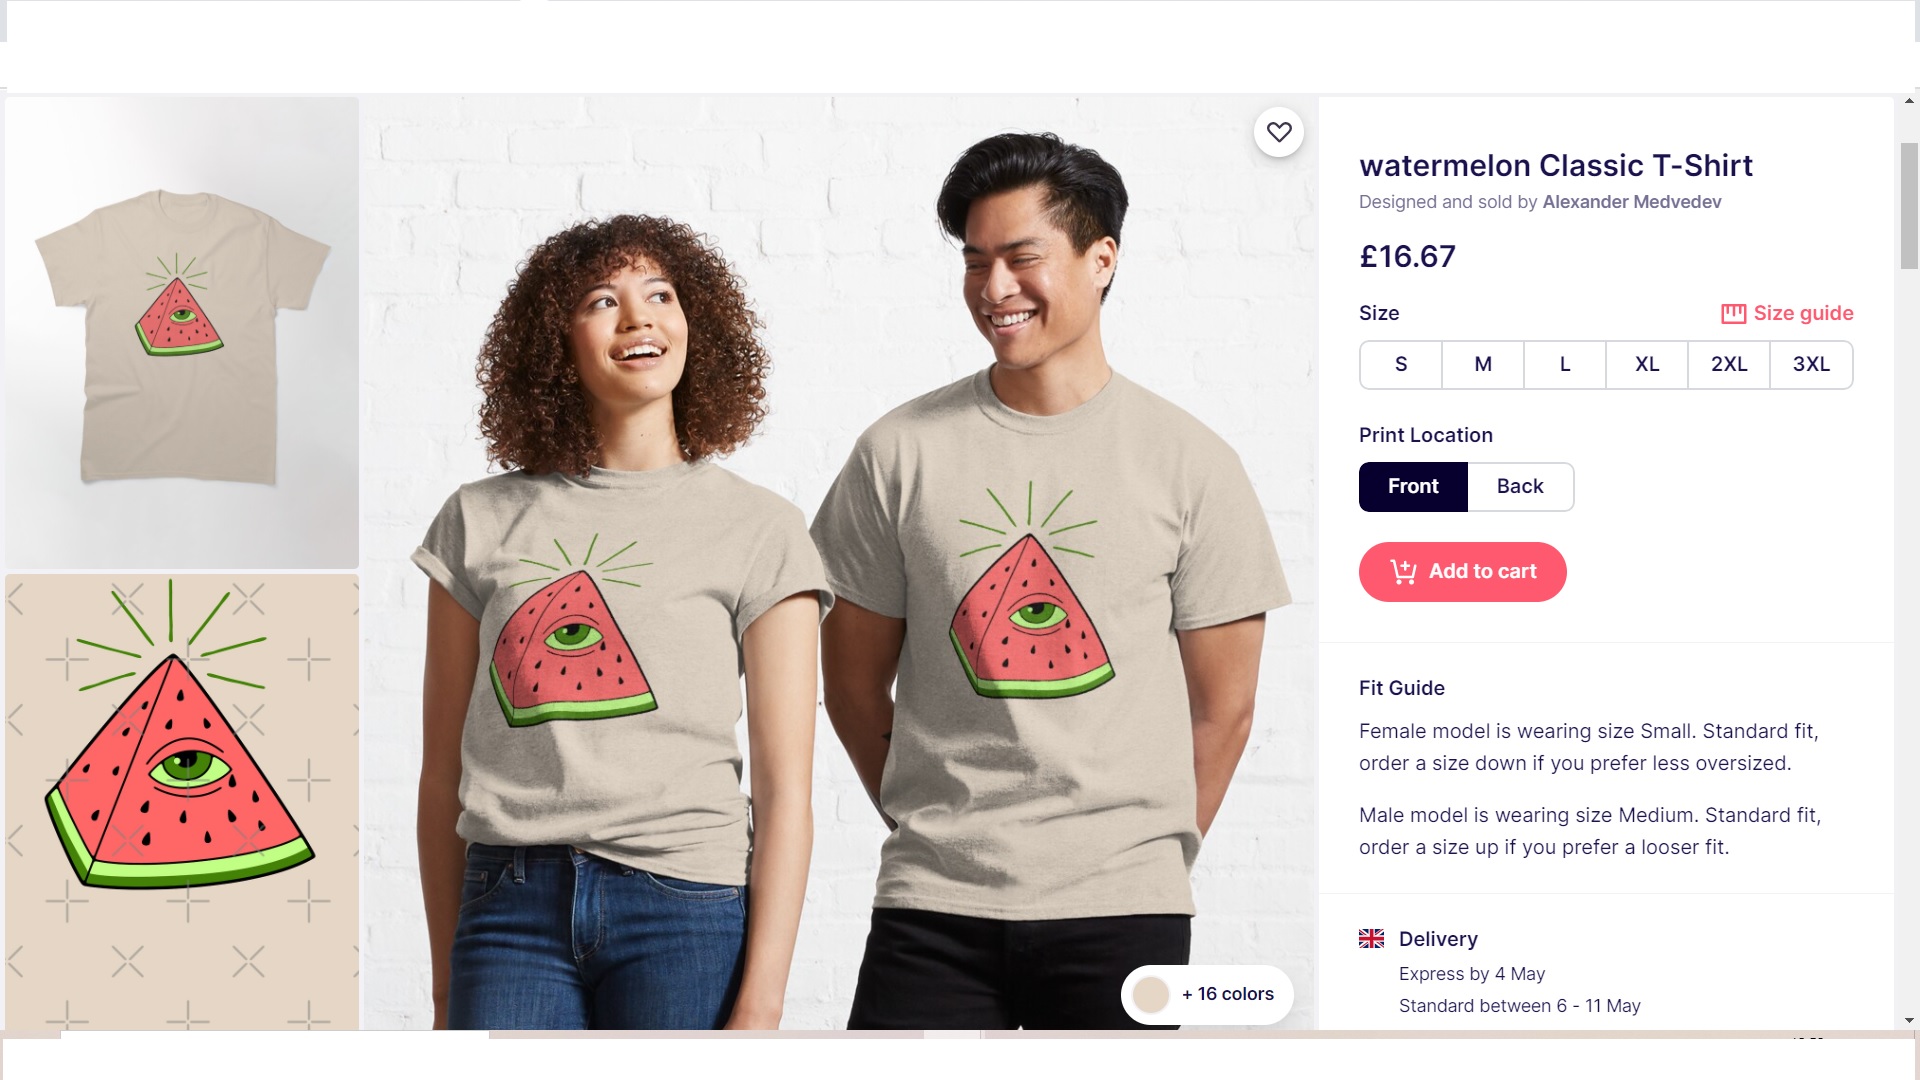 watermelon Classic T-Shirt
Designed and sold by Alexander Medvedev
£16.67
Size
Size guide
S M L XL 2XL 3XL
Print Location
Front Back
Add to cart
Fit Guide
Female model is wearing size Small. Standard fit,
order a size down if you prefer less oversized.
Male model is wearing size Medium. Standard fit,
order a size up if you prefer a looser fit.
Delivery
Express by 4 May
Standard between 6 - 11 May
+ 16 colors